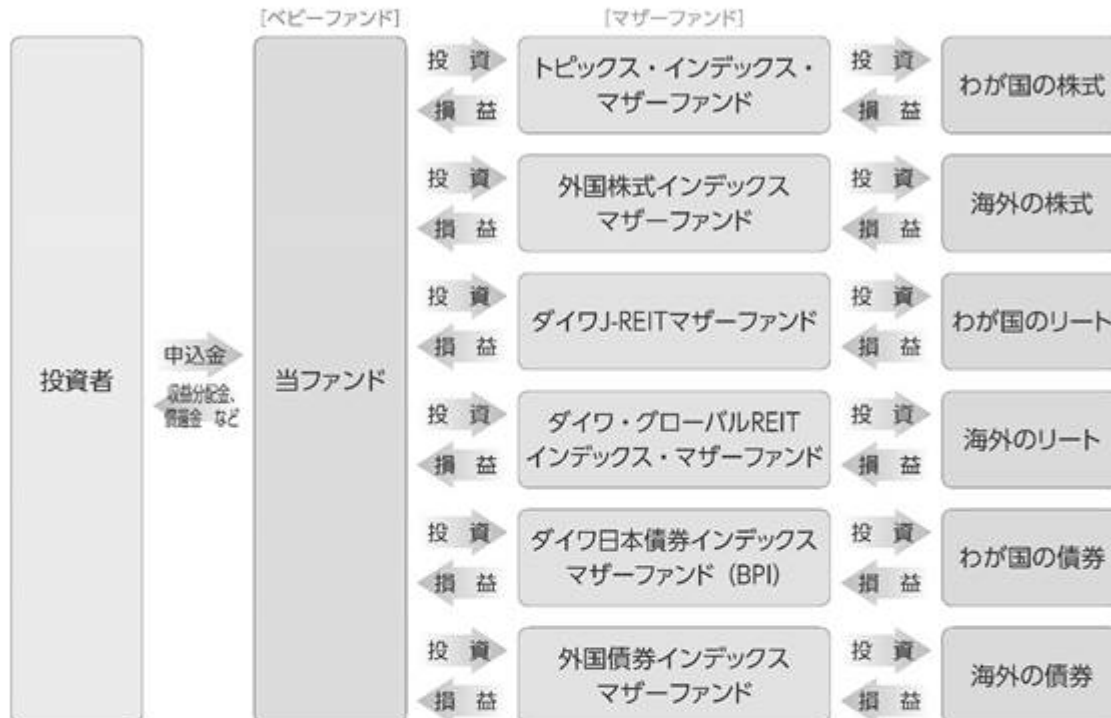 [ベビーファンド]
[マザーファンド]
投資者
申込金
収益分配金、
償還金 など
当ファンド
投 資
損 益
トピックス・インデックス・
マザーファンド
投 資
損 益
わが国の株式
投 資
損 益
外国株式インデックス
マザーファンド
投 資
損 益
海外の株式
投 資
損 益
ダイワJ-REITマザーファンド
投 資
損 益
わが国のリート
投 資
損 益
ダイワ・グローバルREIT
インデックス・マザーファンド
投 資
損 益
海外のリート
投 資
損 益
ダイワ日本債券インデックス
マザーファンド (BPI)
投 資
損 益
わが国の債券
投 資
損 益
外国債券インデックス
マザーファンド
投 資
損 益
海外の債券